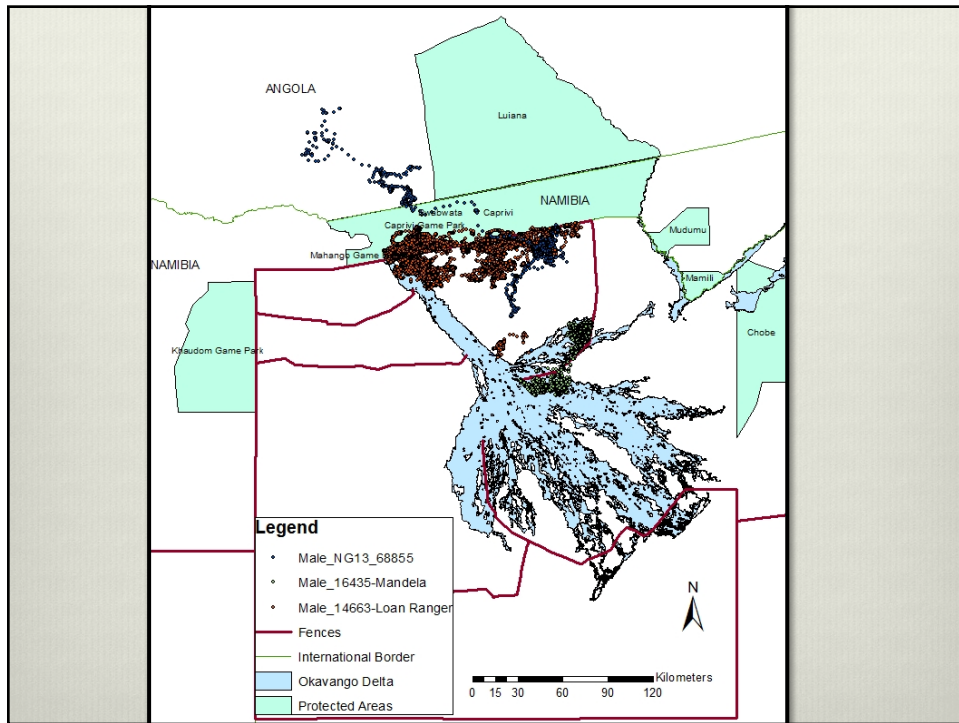 ANGOLA
Luiana
NAMIBIA
Bwabwata
Caprivi
Caprivi Game Park
Mudumu
Mahango Game
NAMIBIA
Mamili
Chobe
Khaudom Game Park
Legend
Male_NG13_68855
Male_16435-Mandela
Male_14663-Loan Ranger
Fences
International Border
Okavango Delta
Protected Areas
N
Kilometers
0 15 30 60 90 120